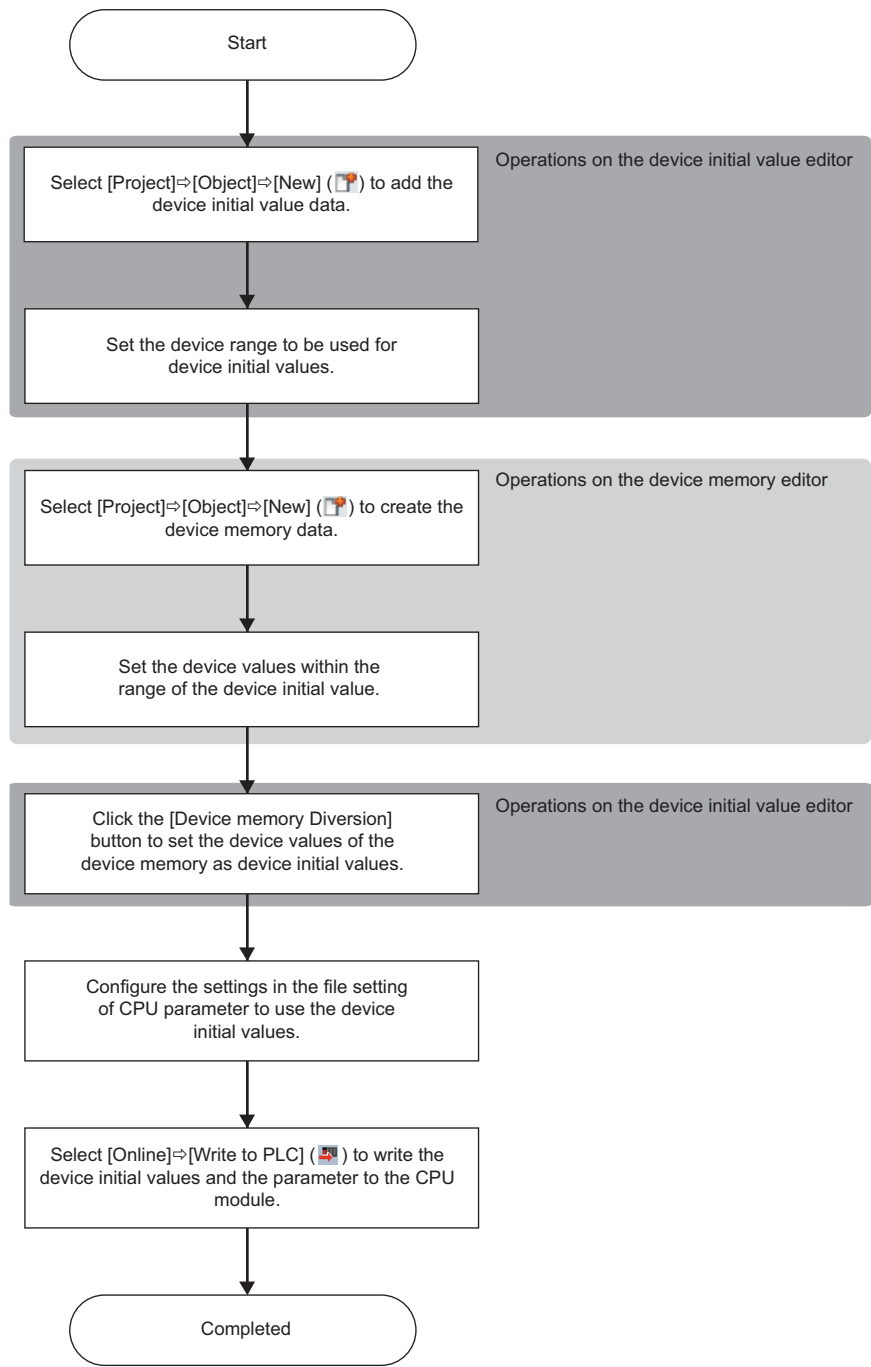 Start
Operations on the device initial value editor
Select [Project]⇨[Object]⇨[New] ( ) to add the
device initial value data.
Set the device range to be used for
device initial values.
Operations on the device memory editor
Select [Project]⇨[Object]⇨[New] ( ) to create the
device memory data.
Set the device values within the
range of the device initial value.
Operations on the device initial value editor
Click the [Device memory Diversion]
button to set the device values of the
device memory as device initial values.
Configure the settings in the file setting
of CPU parameter to use the device
initial values.
Select [Online]⇨[Write to PLC] ( ) to write the
device initial values and the parameter to the CPU
module.
Completed